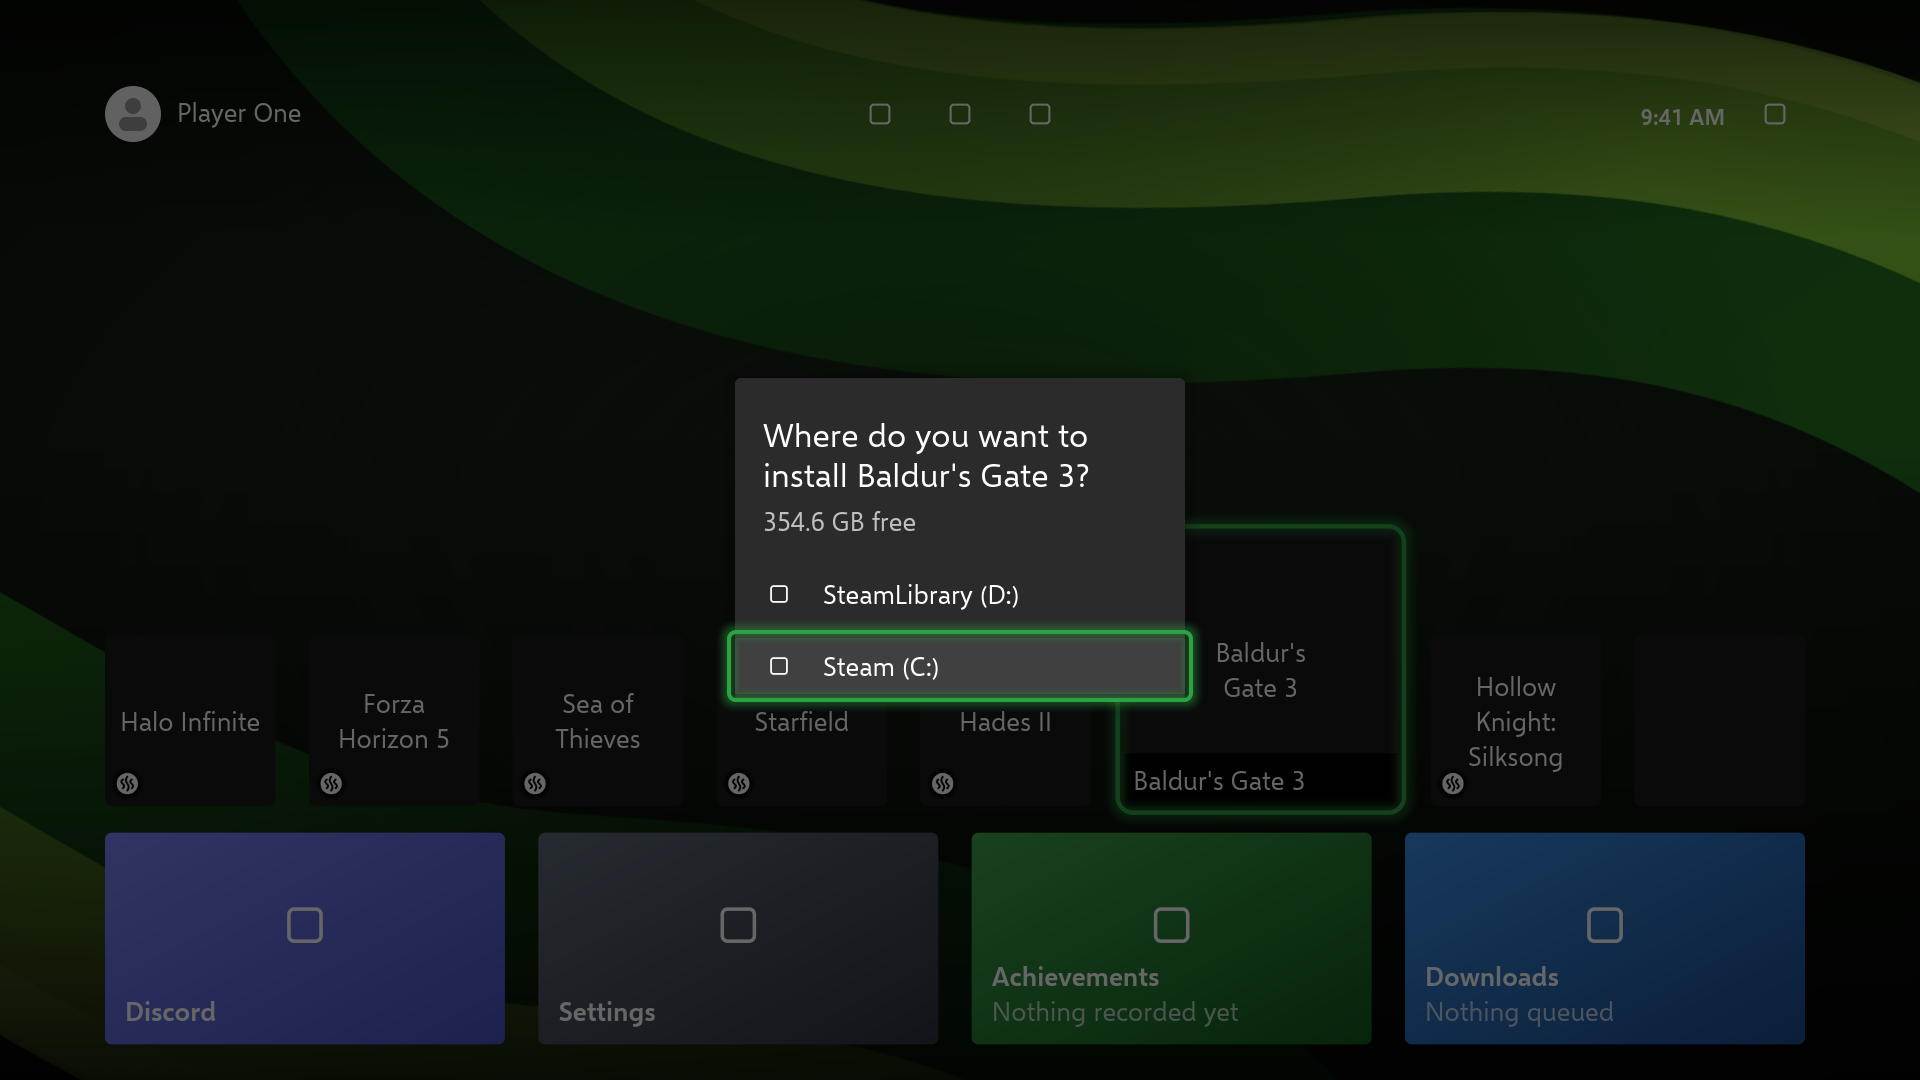 Player One
9:41 AM
Where do you want to
install Baldur's Gate 3?
354.6 GB free
SteamLibrary (D:)
Steam (C:)
Halo Infinite
Forza
Horizon 5
Sea of
Thieves
Starfield
Hades II
Baldur's
Gate 3
Baldur's Gate 3
Hollow
Knight:
Silksong
Discord
Settings
Achievements
Nothing recorded yet
Downloads
Nothing queued